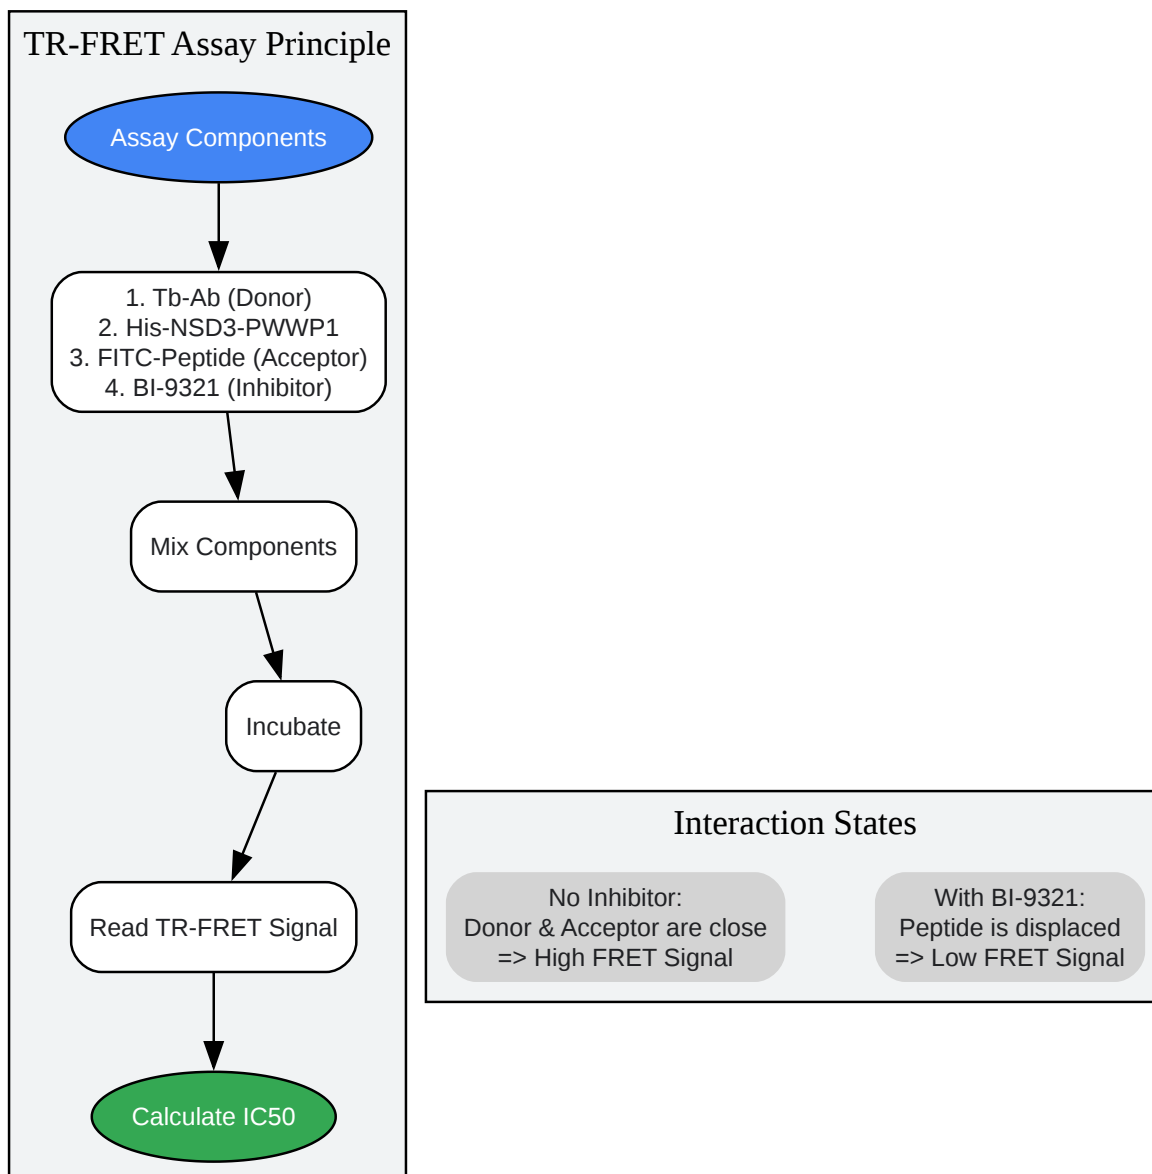 TR-FRET Assay Principle
Assay Components
1. Tb-Ab (Donor)
2. His-NSD3-PWWP1
3. FITC-Peptide (Acceptor)
4. BI-9321 (Inhibitor)
Mix Components
Incubate
Read TR-FRET Signal
Calculate IC50
Interaction States
No Inhibitor:
Donor & Acceptor are close
=> High FRET Signal
With BI-9321:
Peptide is displaced
=> Low FRET Signal